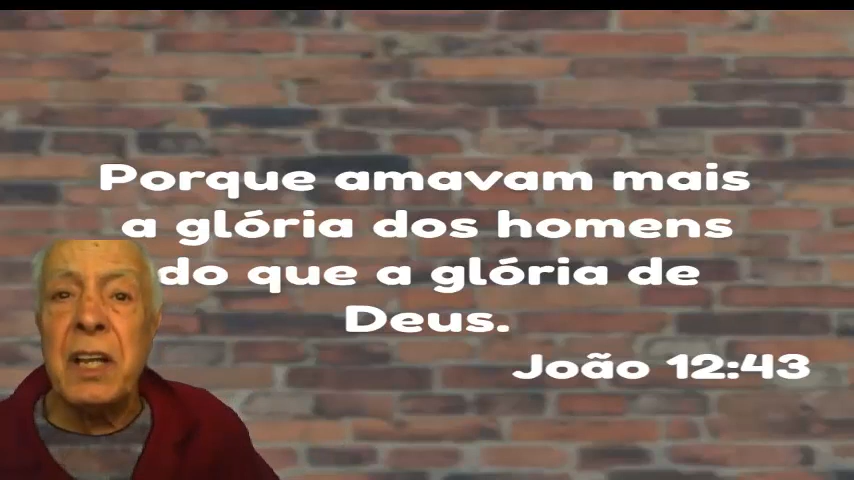 Porque amavam mais
a glória dos homens
do que a glória de
Deus.
João 12:43